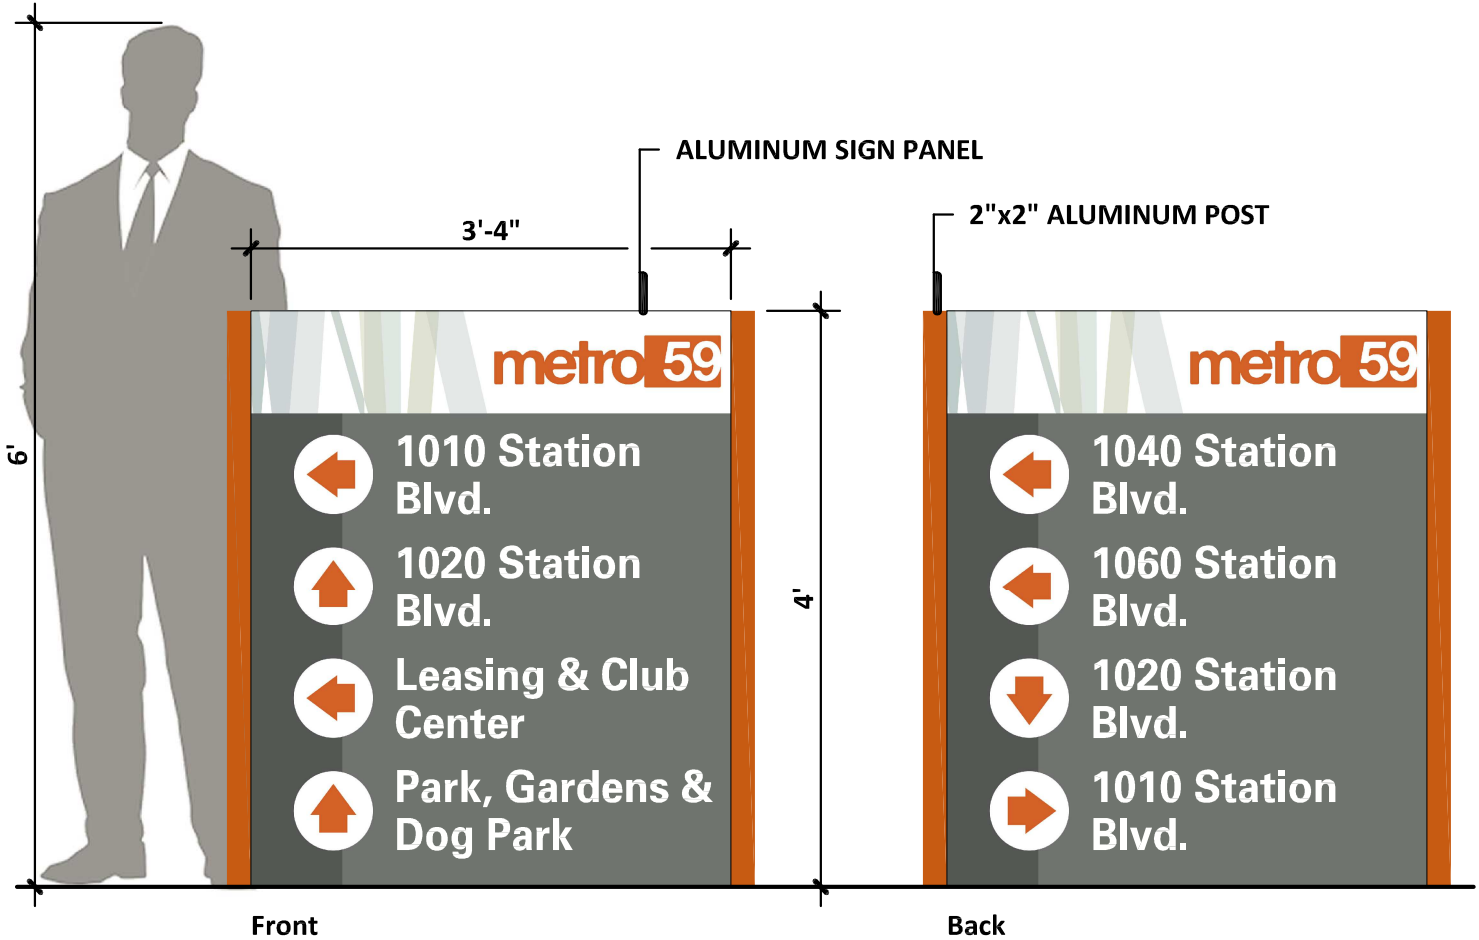 ALUMINUM SIGN PANEL
2"x2" ALUMINUM POST
3'-4"
6'
4'
metro 59
1010 Station
Blvd.
1020 Station
Blvd.
Leasing & Club
Center
Park, Gardens &
Dog Park
Front
metro 59
1040 Station
Blvd.
1060 Station
Blvd.
1020 Station
Blvd.
1010 Station
Blvd.
Back